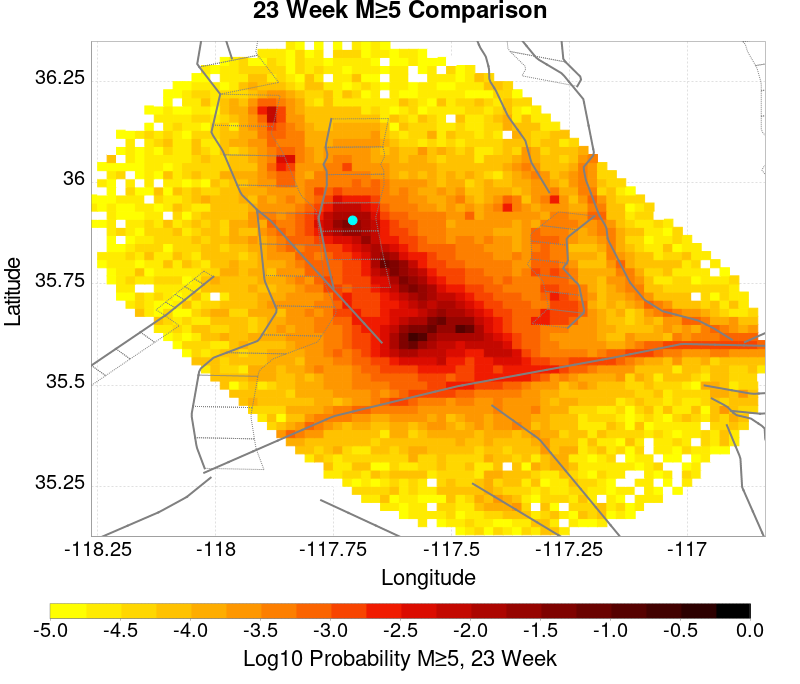 23 Week M≥5 Comparison
36.25
36
35.75
35.5
35.25
Latitude
-118.25 -118 -117.75 -117.5 -117.25 -117
Longitude
-5.0 -4.5 -4.0 -3.5 -3.0 -2.5 -2.0 -1.5 -1.0 -0.5 0.0
Log10 Probability M≥5, 23 Week